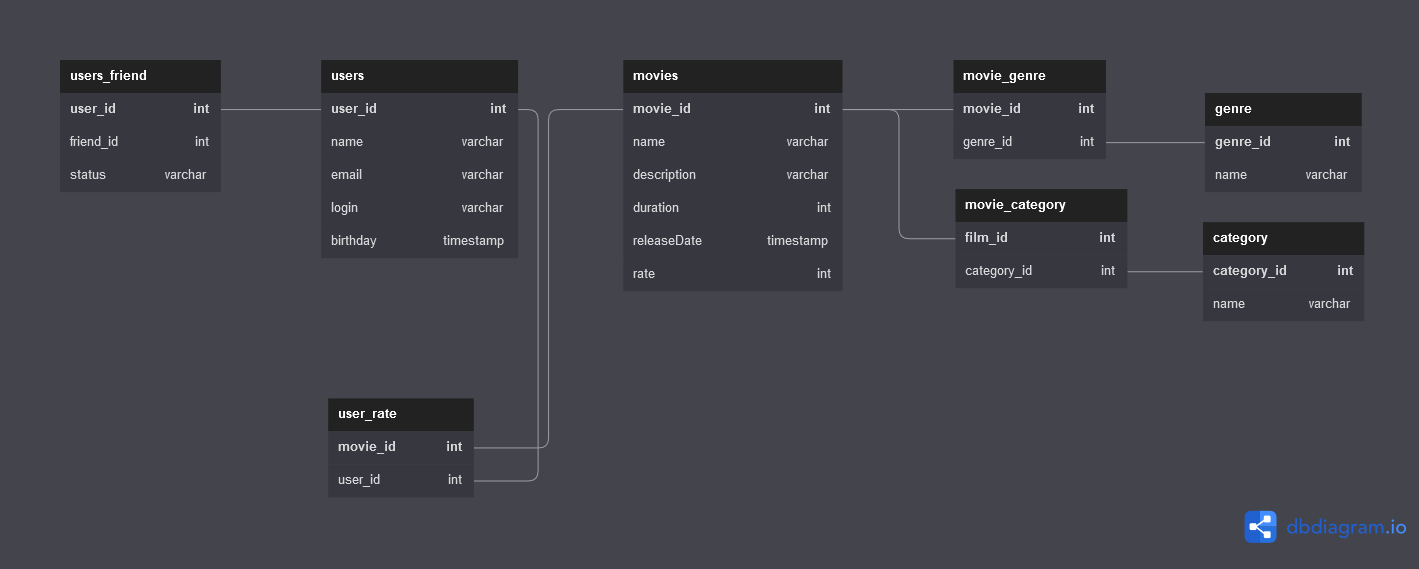 users_friend
user_id int
friend_id int
status varchar
users
user_id int
name varchar
email varchar
login varchar
birthday timestamp
movies
movie_id int
name varchar
description varchar
duration int
releaseDate timestamp
rate int
movie_genre
movie_id int
genre_id int
genre
genre_id int
name varchar
movie_category
film_id int
category_id int
category
category_id int
name varchar
user_rate
movie_id int
user_id int
dbdiagram.io